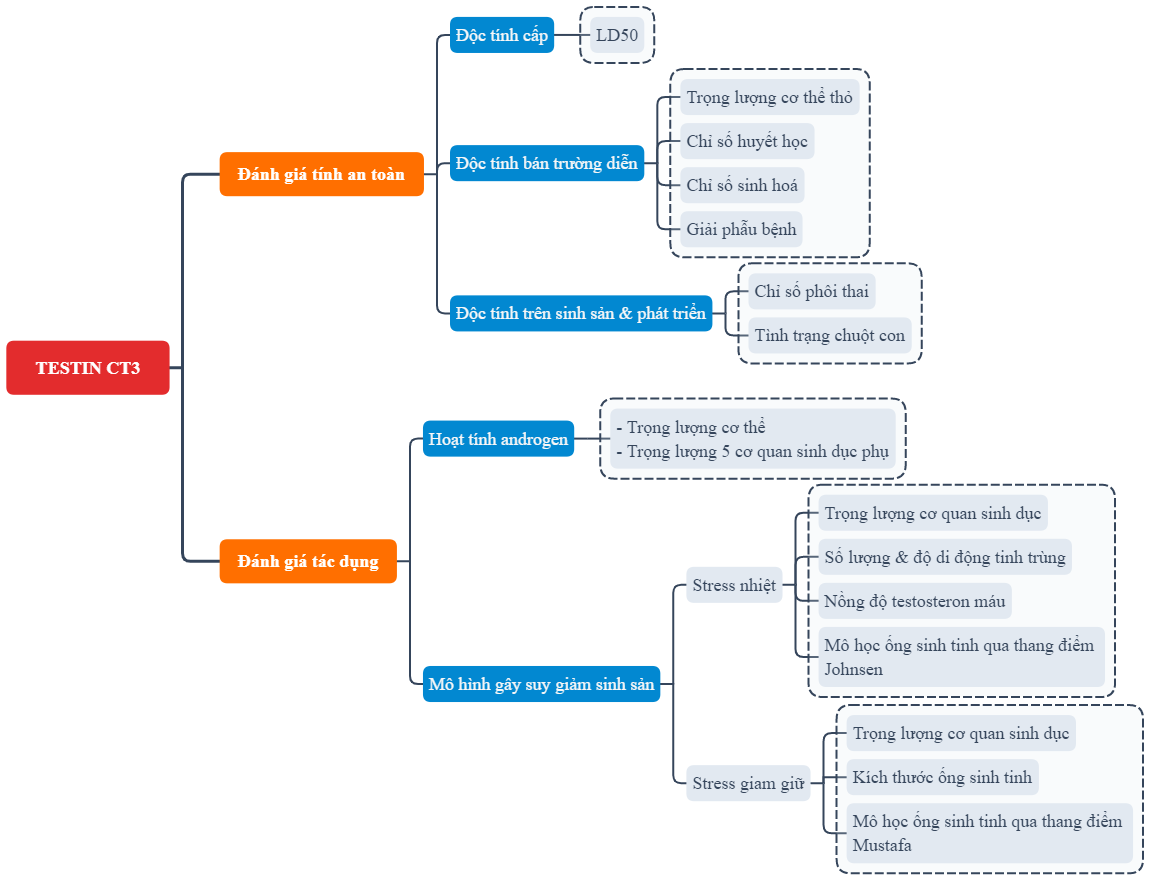 TESTIN CT3
Đánh giá tính an toàn
Độc tính cấp
LD50
Độc tính bán trường diễn
Trọng lượng cơ thể thỏ
Chỉ số huyết học
Chỉ số sinh hoá
Giải phẫu bệnh
Độc tính trên sinh sản & phát triển
Chỉ số phôi thai
Tình trạng chuột con
Đánh giá tác dụng
Hoạt tính androgen
- Trọng lượng cơ thể
- Trọng lượng 5 cơ quan sinh dục phụ
Mô hình gây suy giảm sinh sản
Stress nhiệt
Trọng lượng cơ quan sinh dục
Số lượng & độ di động tinh trùng
Nồng độ testosteron máu
Mô học ống sinh tinh qua thang điểm
Johnsen
Stress giam giữ
Trọng lượng cơ quan sinh dục
Kích thước ống sinh tinh
Mô học ống sinh tinh qua thang điểm
Mustafa